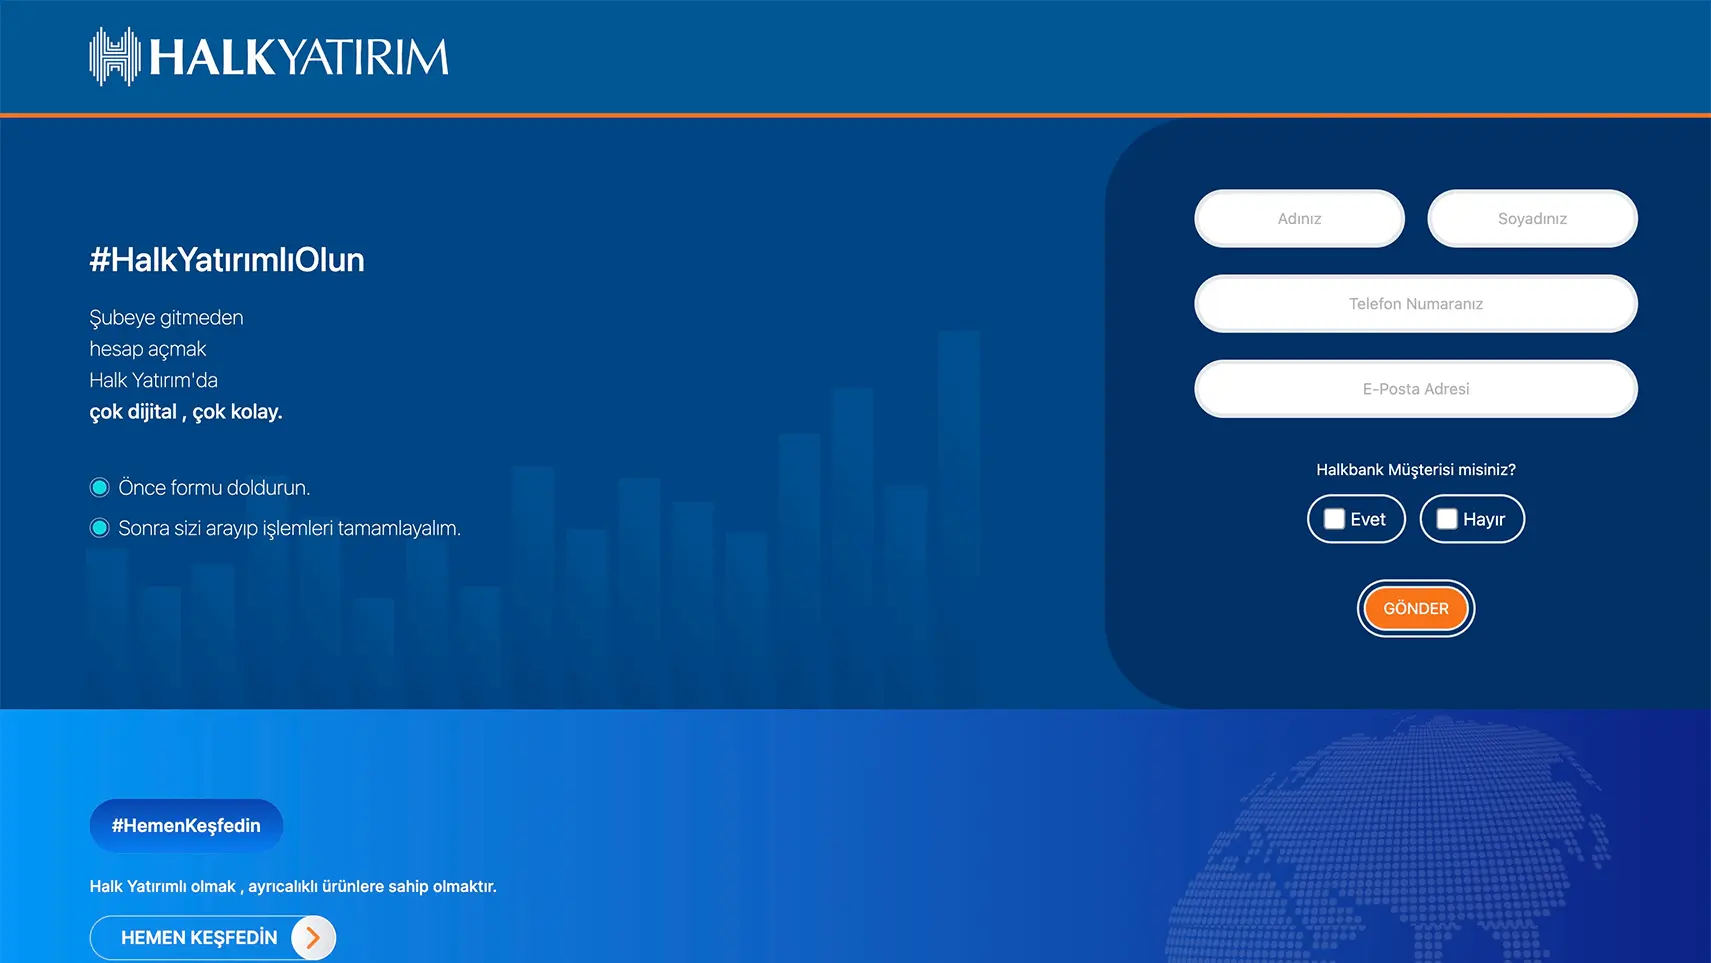 HALKYATIRIM
#HalkYatırımlıOlun
Şubeye gitmeden
hesap açmak
Halk Yatırım'da
çok dijital , çok kolay.
Önce formu doldurun.
Sonra sizi arayıp işlemleri tamamlayalım.
Adınız
Soyadınız
Telefon Numaranız
E-Posta Adresi
Halkbank Müşterisi misiniz?
Evet
Hayır
GÖNDER
#HemenKeşfedin
Halk Yatırımlı olmak , ayrıcalıklı ürünlere sahip olmaktır.
HEMEN KEŞFEDİN